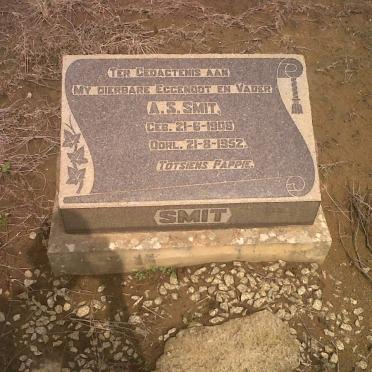 TER GEDAGTENIS AAN
MY DIERBARE EGGENOOT EN VADER
A.S. SMIT,
GEB. 21-6-1909
OORL. 21-8-1952.
TOTSIENS PAPPIE.
SMIT